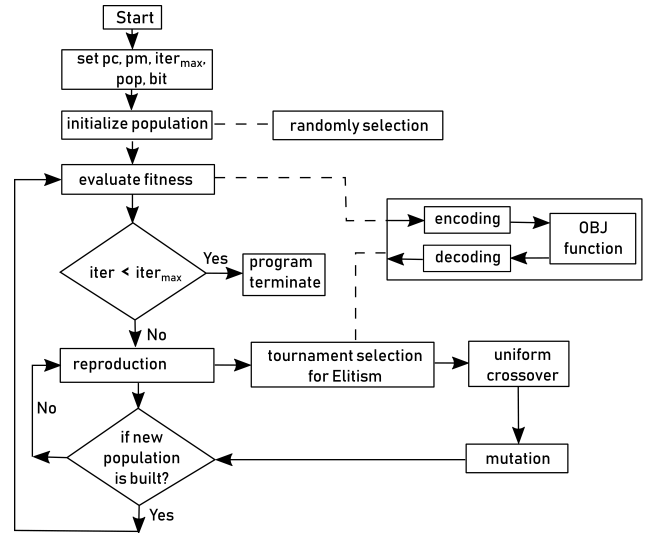 Start
set pc, pm, iter_max,
pop, bit
initialize population
randomly selection
evaluate fitness
encoding
OBJ
function
decoding
iter < iter_max
Yes
program
terminate
No
reproduction
tournament selection
for Elitism
uniform
crossover
No
if new
population
is built?
mutation
Yes